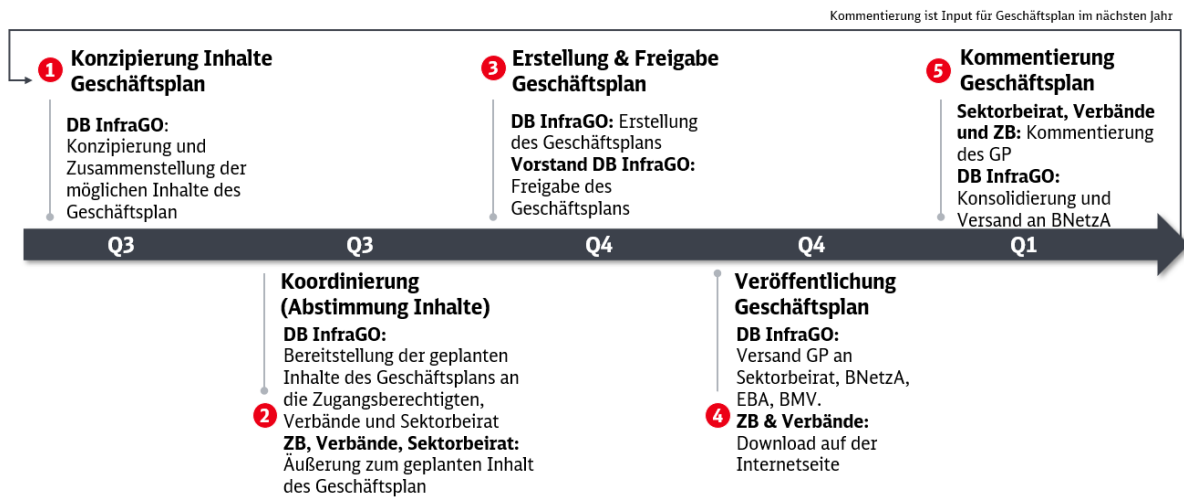 Kommentierung ist Input für Geschäftsplan im nächsten Jahr
1 Konzipierung Inhalte
Geschäftsplan
DB InfraGO:
Konzipierung und
Zusammenstellung der
möglichen Inhalte des
Geschäftsplan
3 Erstellung & Freigabe
Geschäftsplan
DB InfraGO: Erstellung
des Geschäftsplans
Vorstand DB InfraGO:
Freigabe des
Geschäftsplans
5 Kommentierung
Geschäftsplan
Sektorbeirat, Verbände
und ZB: Kommentierung
des GP
DB InfraGO:
Konsolidierung und
Versand an BNetzA
Q3 Q3 Q4 Q4 Q1
Koordinierung
(Abstimmung Inhalte)
DB InfraGO:
Bereitstellung der geplanten
Inhalte des Geschäftsplans an
die Zugangsberechtigten,
2 Verbände und Sektorbeirat
ZB, Verbände, Sektorbeirat:
Äußerung zum geplanten Inhalt
des Geschäftsplan
Veröffentlichung
Geschäftsplan
DB InfraGO:
Versand GP an
Sektorbeirat, BNetzA,
EBA, BMV.
4 ZB & Verbände:
Download auf der
Internetseite